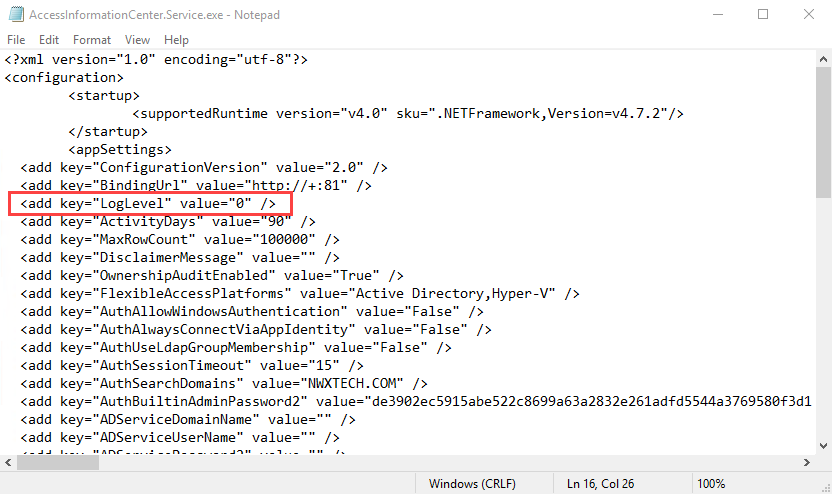 AccessInformationCenter.Service.exe - Notepad
File Edit Format View Help
<?xml version="1.0" encoding="utf-8"?>
<configuration>
<startup>
<supportedRuntime version="v4.0" sku=".NETFramework,Version=v4.7.2"/>
</startup>
<appSettings>
<add key="ConfigurationVersion" value="2.0" />
<add key="BindingUrl" value="http://+:81" />
<add key="LogLevel" value="0" />
<add key="ActivityDays" value="90" />
<add key="MaxRowCount" value="100000" />
<add key="DisclaimerMessage" value="" />
<add key="OwnershipAuditEnabled" value="True" />
<add key="FlexibleAccessPlatforms" value="Active Directory,Hyper-V" />
<add key="AuthAllowWindowsAuthentication" value="False" />
<add key="AuthAlwaysConnectViaAppIdentity" value="False" />
<add key="AuthUseLdapGroupMembership" value="False" />
<add key="AuthSessionTimeout" value="15" />
<add key="AuthSearchDomains" value="NWXTECH.COM" />
<add key="AuthBuiltinAdminPassword2" value="de3902ec5915abe522c8699a63a2832e261adfd5544a3769580f3d1
<add key="ADServiceDomainName" value="" />
<add key="ADServiceUserName" value="" />
<add key="ADServicePassword2" value="" />
Windows (CRLF) Ln 16, Col 26 100%